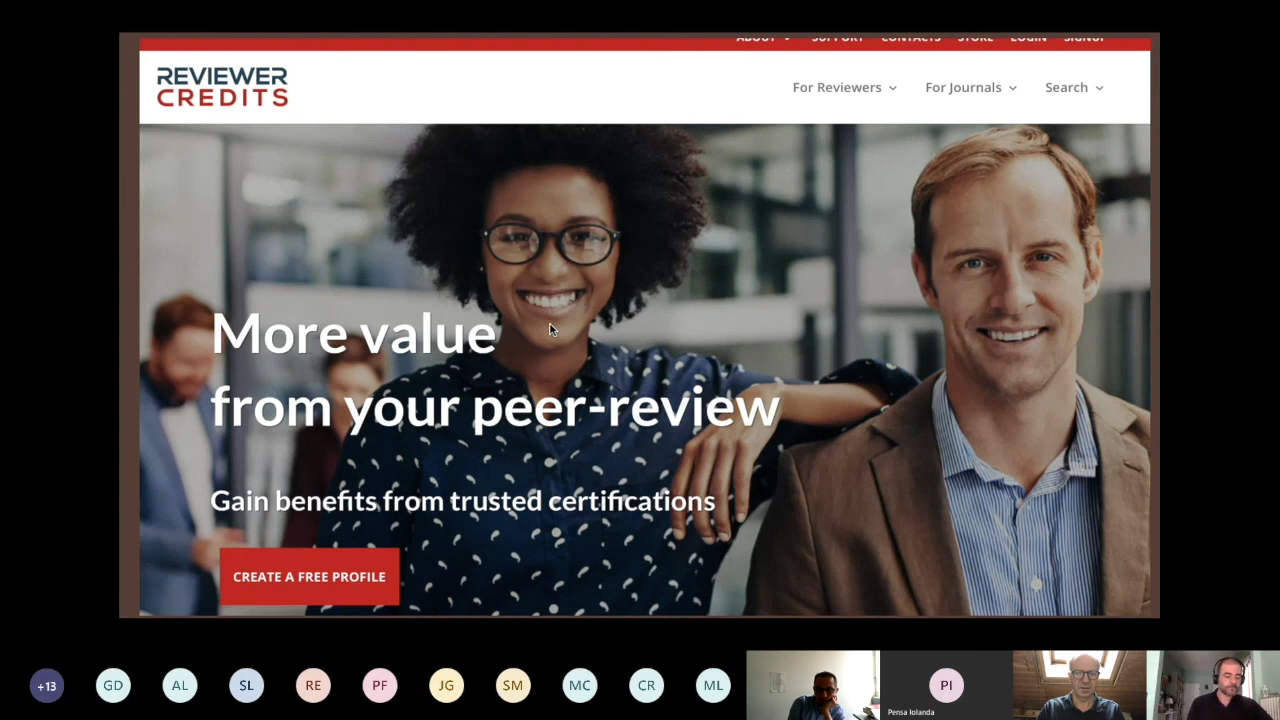 ABOUT SUPPORT CONTACTS STORE LOGIN SIGNUP
REVIEWER
CREDITS
For Reviewers For Journals Search
More value
from your peer-review
Gain benefits from trusted certifications
CREATE A FREE PROFILE
+13 GD AL SL RE PF JG SM MC CR ML PI
Pensa Iolanda